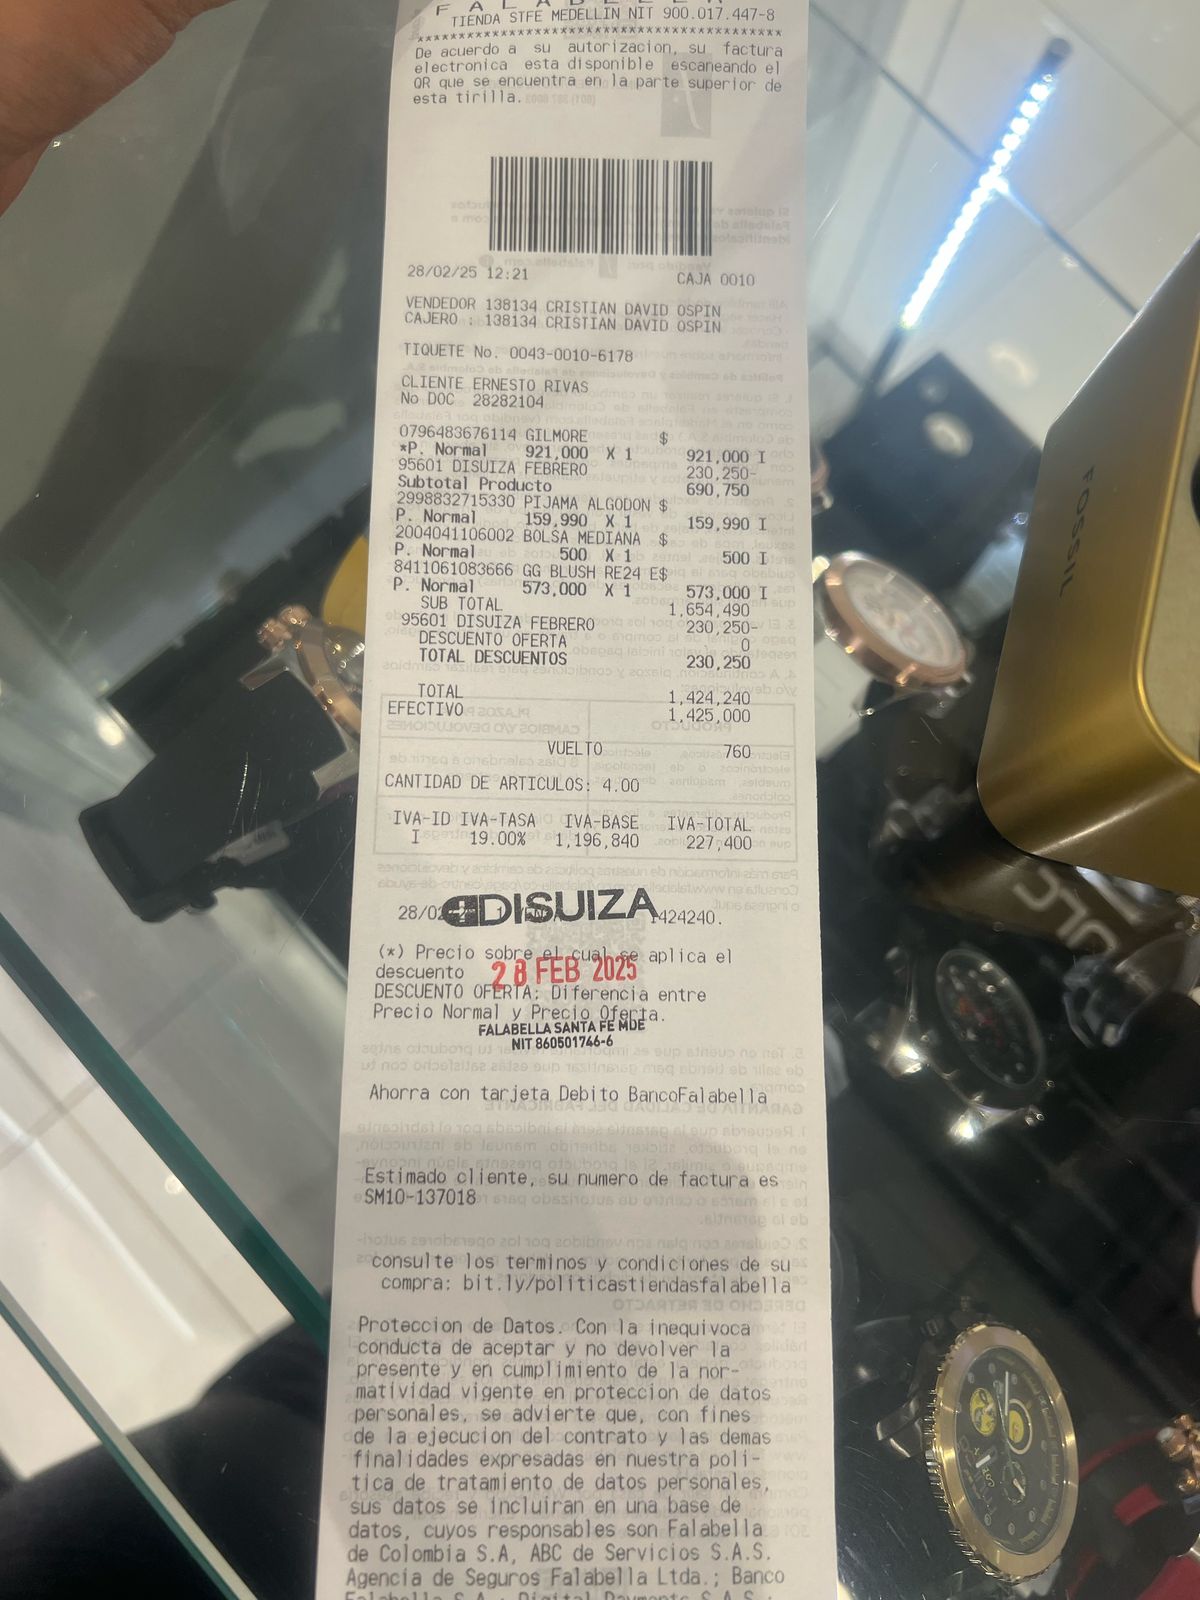 FALABELLA
TIENDA STFE MEDELLIN NIT 900.017.447-8
****************************************
De acuerdo a su autorizacion, su factura
electronica esta disponible escaneando el
QR que se encuentra en la parte superior de
esta tirilla.
28/02/25 12:21 CAJA 0010
VENDEDOR 138134 CRISTIAN DAVID OSPIN
CAJERO : 138134 CRISTIAN DAVID OSPIN
TIQUETE No. 0043-0010-6178
CLIENTE ERNESTO RIVAS
No DOC 28282104
0796483676114 GILMORE $
*P. Normal 921,000 X 1 921,000 I
95601 DISUIZA FEBRERO 230,250-
Subtotal Producto 690,750
2998832715330 PIJAMA ALGODON $
P. Normal 159,990 X 1 159,990 I
2004041106002 BOLSA MEDIANA $
P. Normal 500 X 1 500 I
8411061083666 GG BLUSH RE24 E$
P. Normal 573,000 X 1 573,000 I
SUB TOTAL 1,654,490
95601 DISUIZA FEBRERO 230,250-
DESCUENTO OFERTA 0
TOTAL DESCUENTOS 230,250
TOTAL 1,424,240
EFECTIVO 1,425,000
VUELTO 760
CANTIDAD DE ARTICULOS: 4.00
IVA-ID IVA-TASA IVA-BASE IVA-TOTAL
I 19.00% 1,196,840 227,400
28/02 424240.
DISUIZA
(*) Precio sobre el cual se aplica el
descuento
28 FEB 2025
DESCUENTO OFERTA: Diferencia entre
Precio Normal y Precio Oferta.
FALABELLA SANTA FE MDE
NIT 860501746-6
Ahorra con tarjeta Debito BancoFalabella
Estimado cliente, su numero de factura es
SM10-137018
consulte los terminos y condiciones de su
compra: bit.ly/politicastiendasfalabella
Proteccion de Datos. Con la inequivoca
conducta de aceptar y no devolver la
presente y en cumplimiento de la nor-
matividad vigente en proteccion de datos
personales, se advierte que, con fines
de la ejecucion del contrato y las demas
finalidades expresadas en nuestra poli-
tica de tratamiento de datos personales,
sus datos se incluiran en una base de
datos, cuyos responsables son Falabella
de Colombia S.A, ABC de Servicios S.A.S.
Agencia de Seguros Falabella Ltda.; Banco
Falabella S.A.; Digital Payments S.A.S.;
FOSSIL